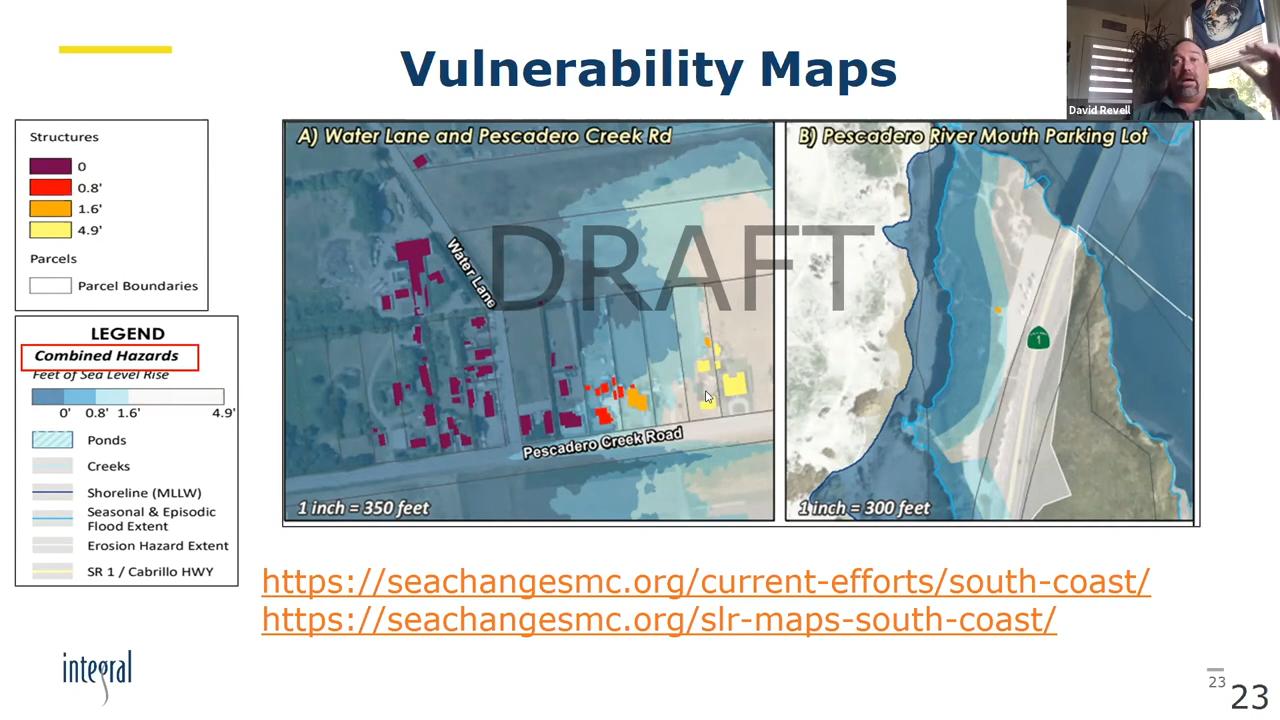 Vulnerability Maps
David Revell
Structures
0
0.8'
1.6'
4.9'
Parcels
Parcel Boundaries
LEGEND
Combined Hazards
Feet of Sea Level Rise
0' 0.8' 1.6' 4.9'
Ponds
Creeks
Shoreline (MLLW)
Seasonal & Episodic
Flood Extent
Erosion Hazard Extent
SR 1 / Cabrillo HWY
A) Water Lane and Pescadero Creek Rd
Water Lane
Pescadero Creek Road
1 inch = 350 feet
B) Pescadero River Mouth Parking Lot
1
1 inch = 300 feet
DRAFT
https://seachangesmc.org/current-efforts/south-coast/
https://seachangesmc.org/slr-maps-south-coast/
integral
23
23